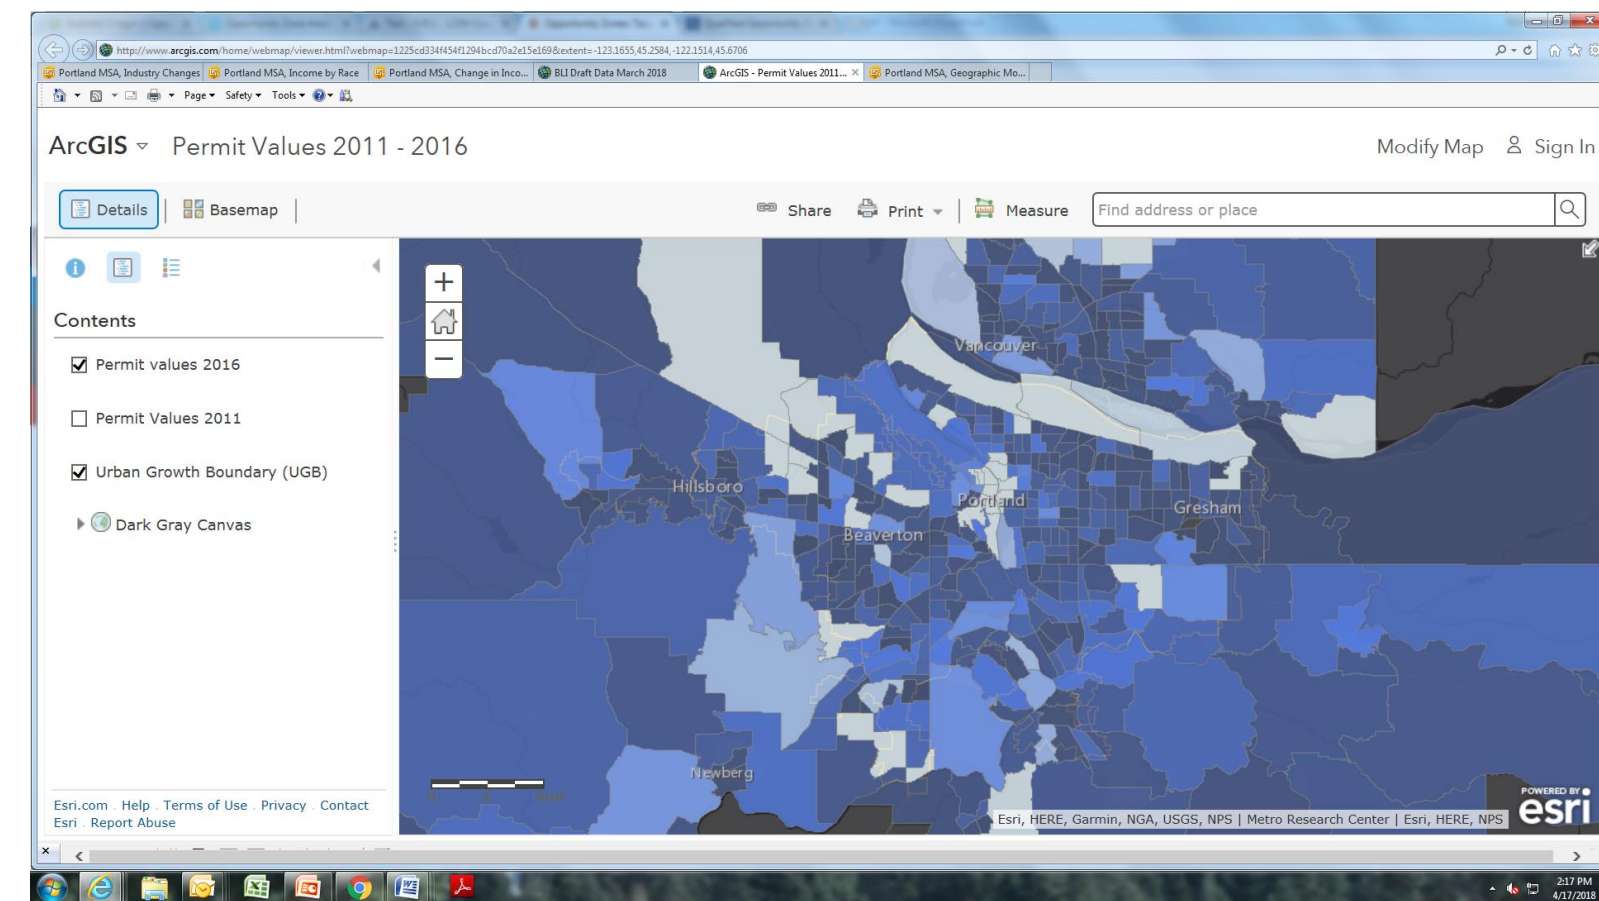 http://www.arcgis.com/home/webmap/viewer.html?webmap=1225cd334f454f1294bcd70a2e15e169&extent=-123.1655,45.2584,-122.1514,45.6706
Portland MSA, Industry Changes Portland MSA, Income by Race Portland MSA, Change in Inco... BLI Draft Data March 2018 ArcGIS - Permit Values 2011... Portland MSA, Geographic Mo...
Page Safety Tools
ArcGIS Permit Values 2011 - 2016 Modify Map Sign In
Details Basemap Share Print Measure Find address or place
Contents
Permit values 2016
Permit Values 2011
Urban Growth Boundary (UGB)
Dark Gray Canvas
Vancouver
Hillsboro
Portland
Gresham
Beaverton
Newberg
Esri.com . Help . Terms of Use . Privacy . Contact
Esri . Report Abuse
POWERED BY
esri
Esri, HERE, Garmin, NGA, USGS, NPS | Metro Research Center | Esri, HERE, NPS
2:17 PM
4/17/2018